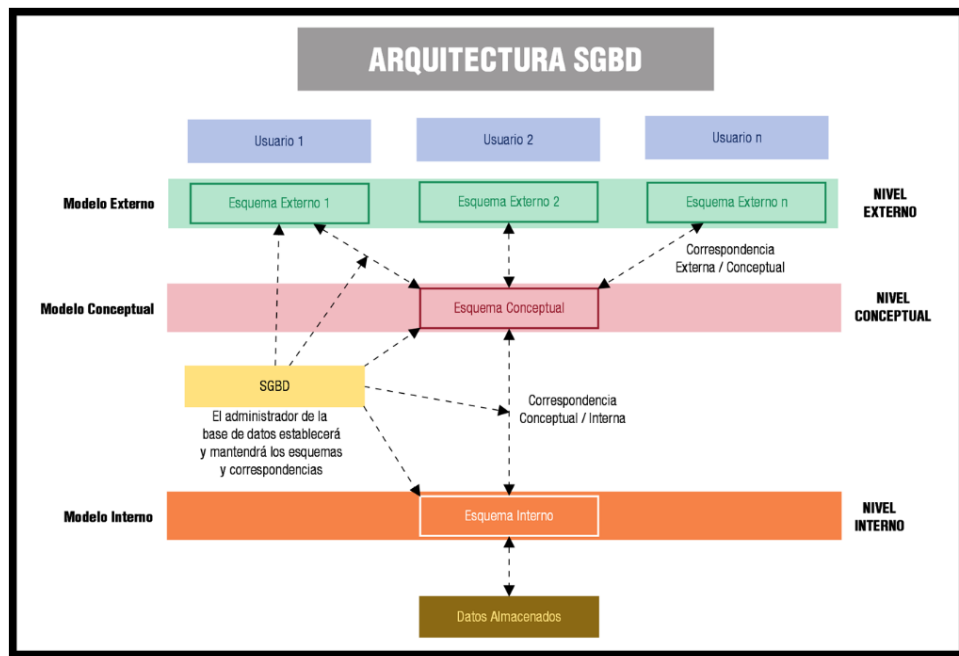 ARQUITECTURA SGBD
Usuario 1
Usuario 2
Usuario n
Modelo Externo
Esquema Externo 1
Esquema Externo 2
Esquema Externo n
NIVEL
EXTERNO
Correspondencia
Externa / Conceptual
Modelo Conceptual
Esquema Conceptual
NIVEL
CONCEPTUAL
SGBD
El administrador de la
base de datos establecerá
y mantendrá los esquemas
y correspondencias
Correspondencia
Conceptual / Interna
Modelo Interno
Esquema Interno
NIVEL
INTERNO
Datos Almacenados